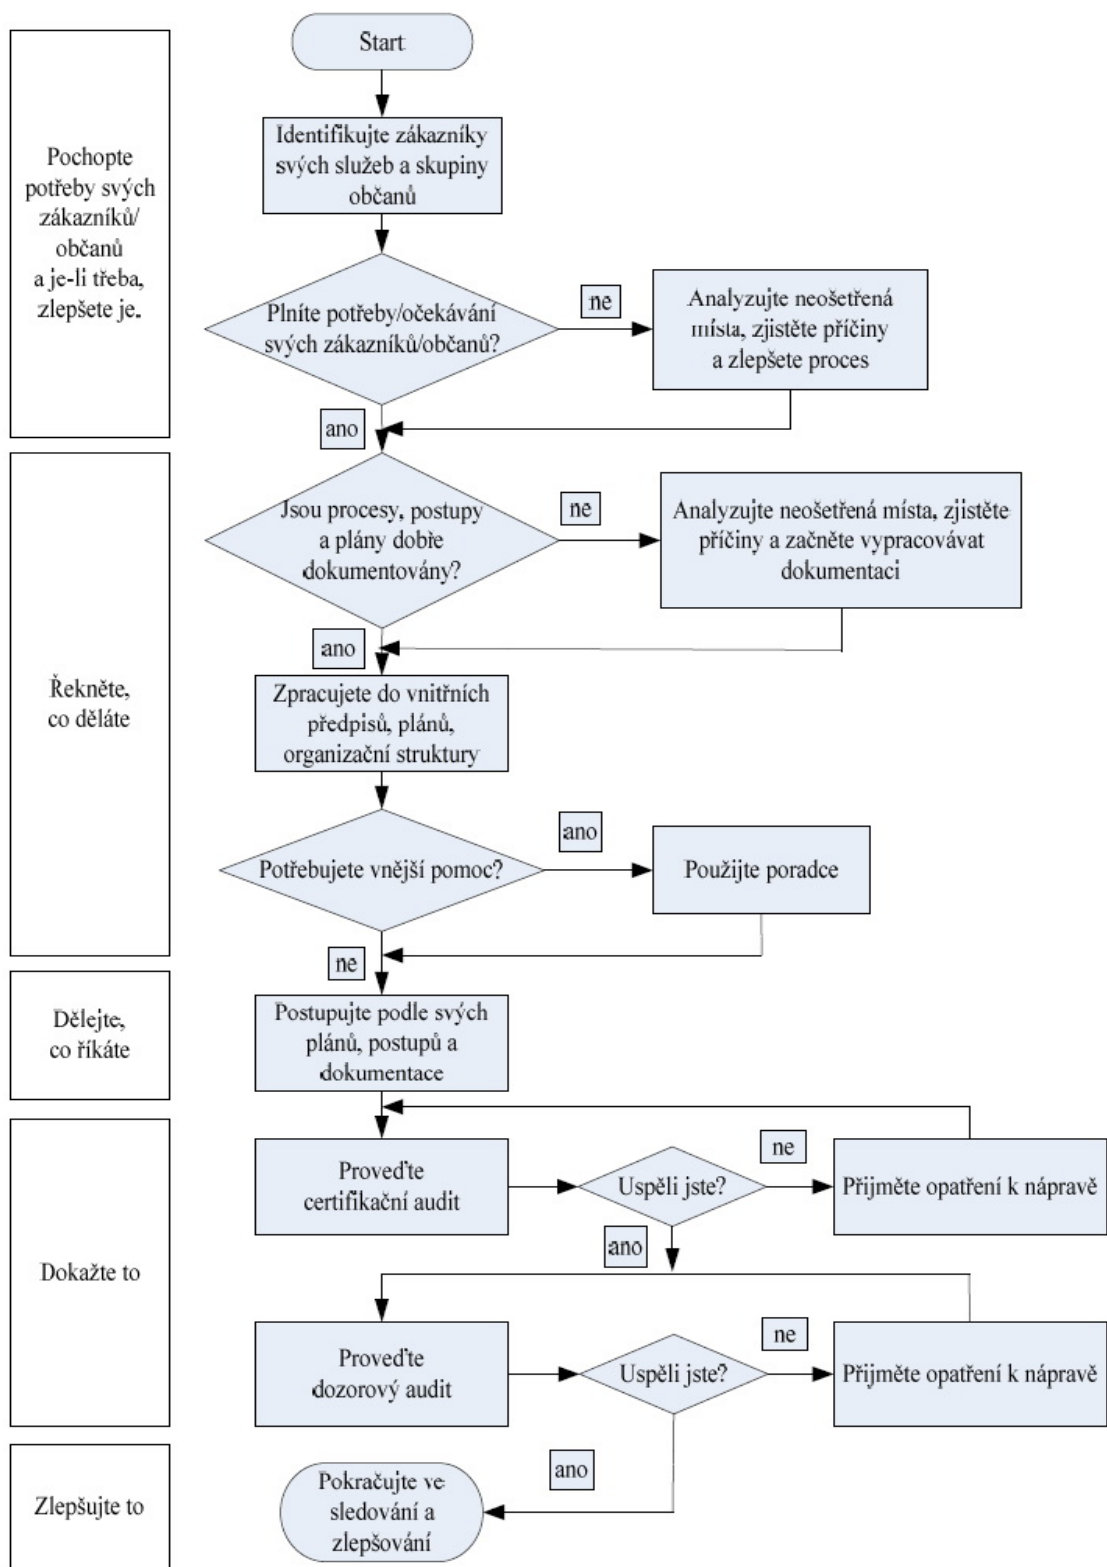 Start
Pochopte
potřeby svých
zákazníků/
občanů
a je-li třeba,
zlepšete je.
Identifikujte zákazníky
svých služeb a skupiny
občanů
Plníte potřeby/očekávání
svých zákazníků/občanů?
ne
Analyzujte neošetřená
místa, zjistěte příčiny
a zlepšete proces
ano
Řekněte,
co děláte
Jsou procesy, postupy
a plány dobře
dokumentovány?
ne
Analyzujte neošetřená místa, zjistěte
příčiny a začněte vypracovávat
dokumentaci
ano
Zpracujete do vnitřních
předpisů, plánů,
organizační struktury
Potřebujete vnější pomoc?
ano
Použijte poradce
ne
Dělejte,
co říkáte
Postupujte podle svých
plánů, postupů a
dokumentace
Dokažte to
Proveďte
certifikační audit
Uspěli jste?
ne
Přijměte opatření k nápravě
ano
Proveďte
dozorový audit
Uspěli jste?
ne
Přijměte opatření k nápravě
ano
Zlepšujte to
Pokračujte ve
sledování a
zlepšování